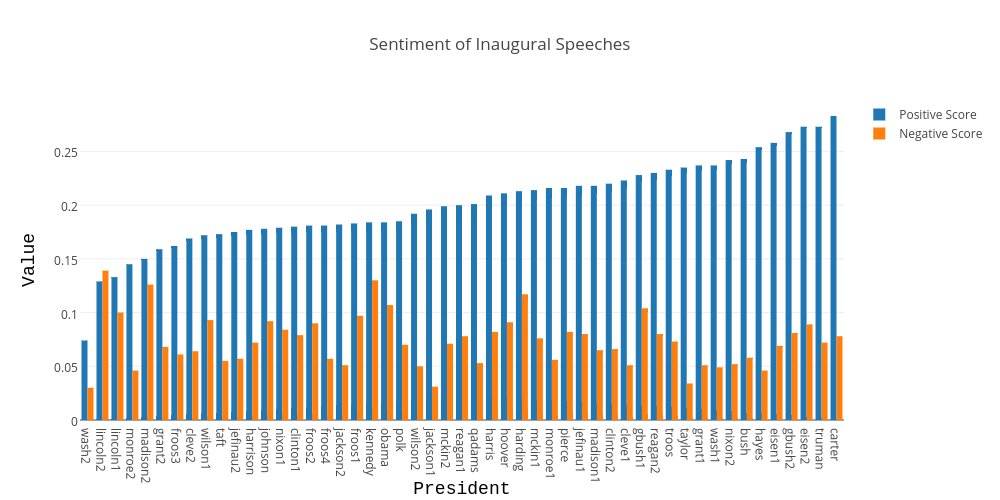 Sentiment of Inaugural Speeches
Positive Score
Negative Score
0.25
0.2
0.15
0.1
0.05
0
Value
wash2
lincoln2
lincoln1
monroe2
madison2
grant2
froos3
cleve2
wilson1
taft
jefinau2
harrison
johnson
nixon1
clinton1
froos2
froos4
jackson2
froos1
kennedy
obama
polk
wilson2
jackson1
mckin2
reagan1
qadams
harris
hoover
harding
mckin1
monroe1
pierce
jefinau1
madison1
clinton2
cleve1
gbush1
reagan2
troos
taylor
grant1
wash1
nixon2
bush
hayes
eisen1
gbush2
eisen2
truman
carter
President